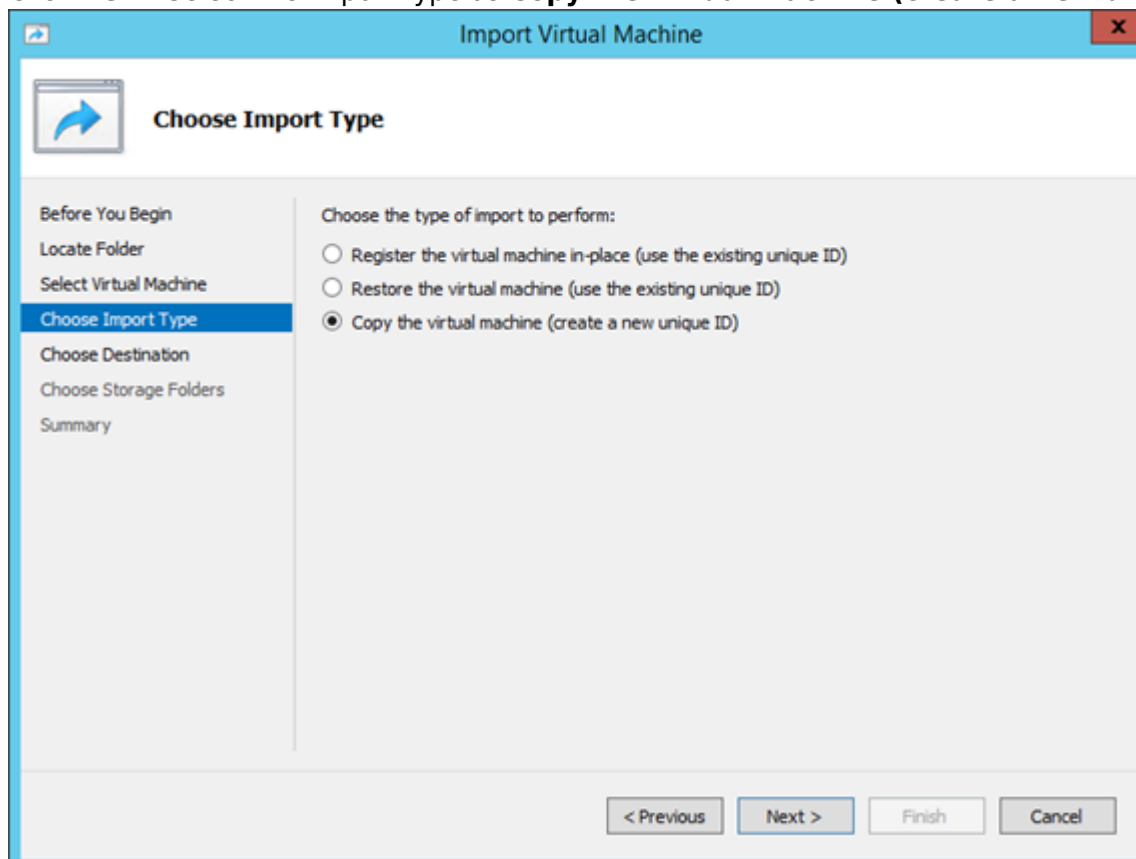 Import Virtual Machine
x
Choose Import Type
Before You Begin
Locate Folder
Select Virtual Machine
Choose Import Type
Choose Destination
Choose Storage Folders
Summary
Choose the type of import to perform:
Register the virtual machine in-place (use the existing unique ID)
Restore the virtual machine (use the existing unique ID)
Copy the virtual machine (create a new unique ID)
< Previous
Next >
Finish
Cancel